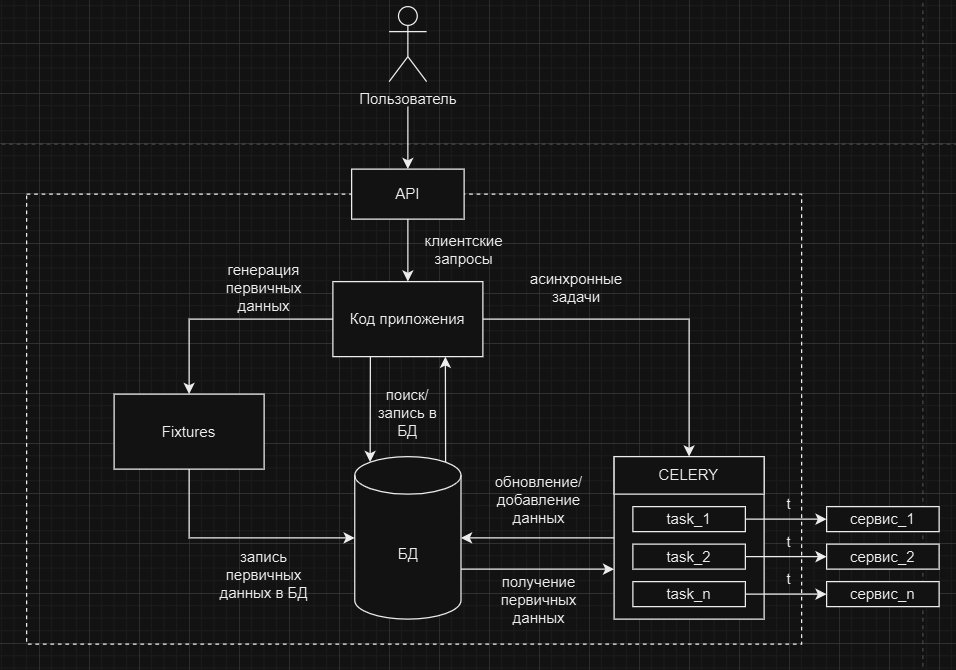 Пользователь
API
клиентские
запросы
генерация
первичных
данных
асинхронные
задачи
Код приложения
поиск/
запись в
БД
Fixtures
CELERY
обновление/
добавление
данных
task_1
t
сервис_1
task_2
t
сервис_2
task_n
t
сервис_n
БД
запись
первичных
данных в БД
получение
первичных
данных